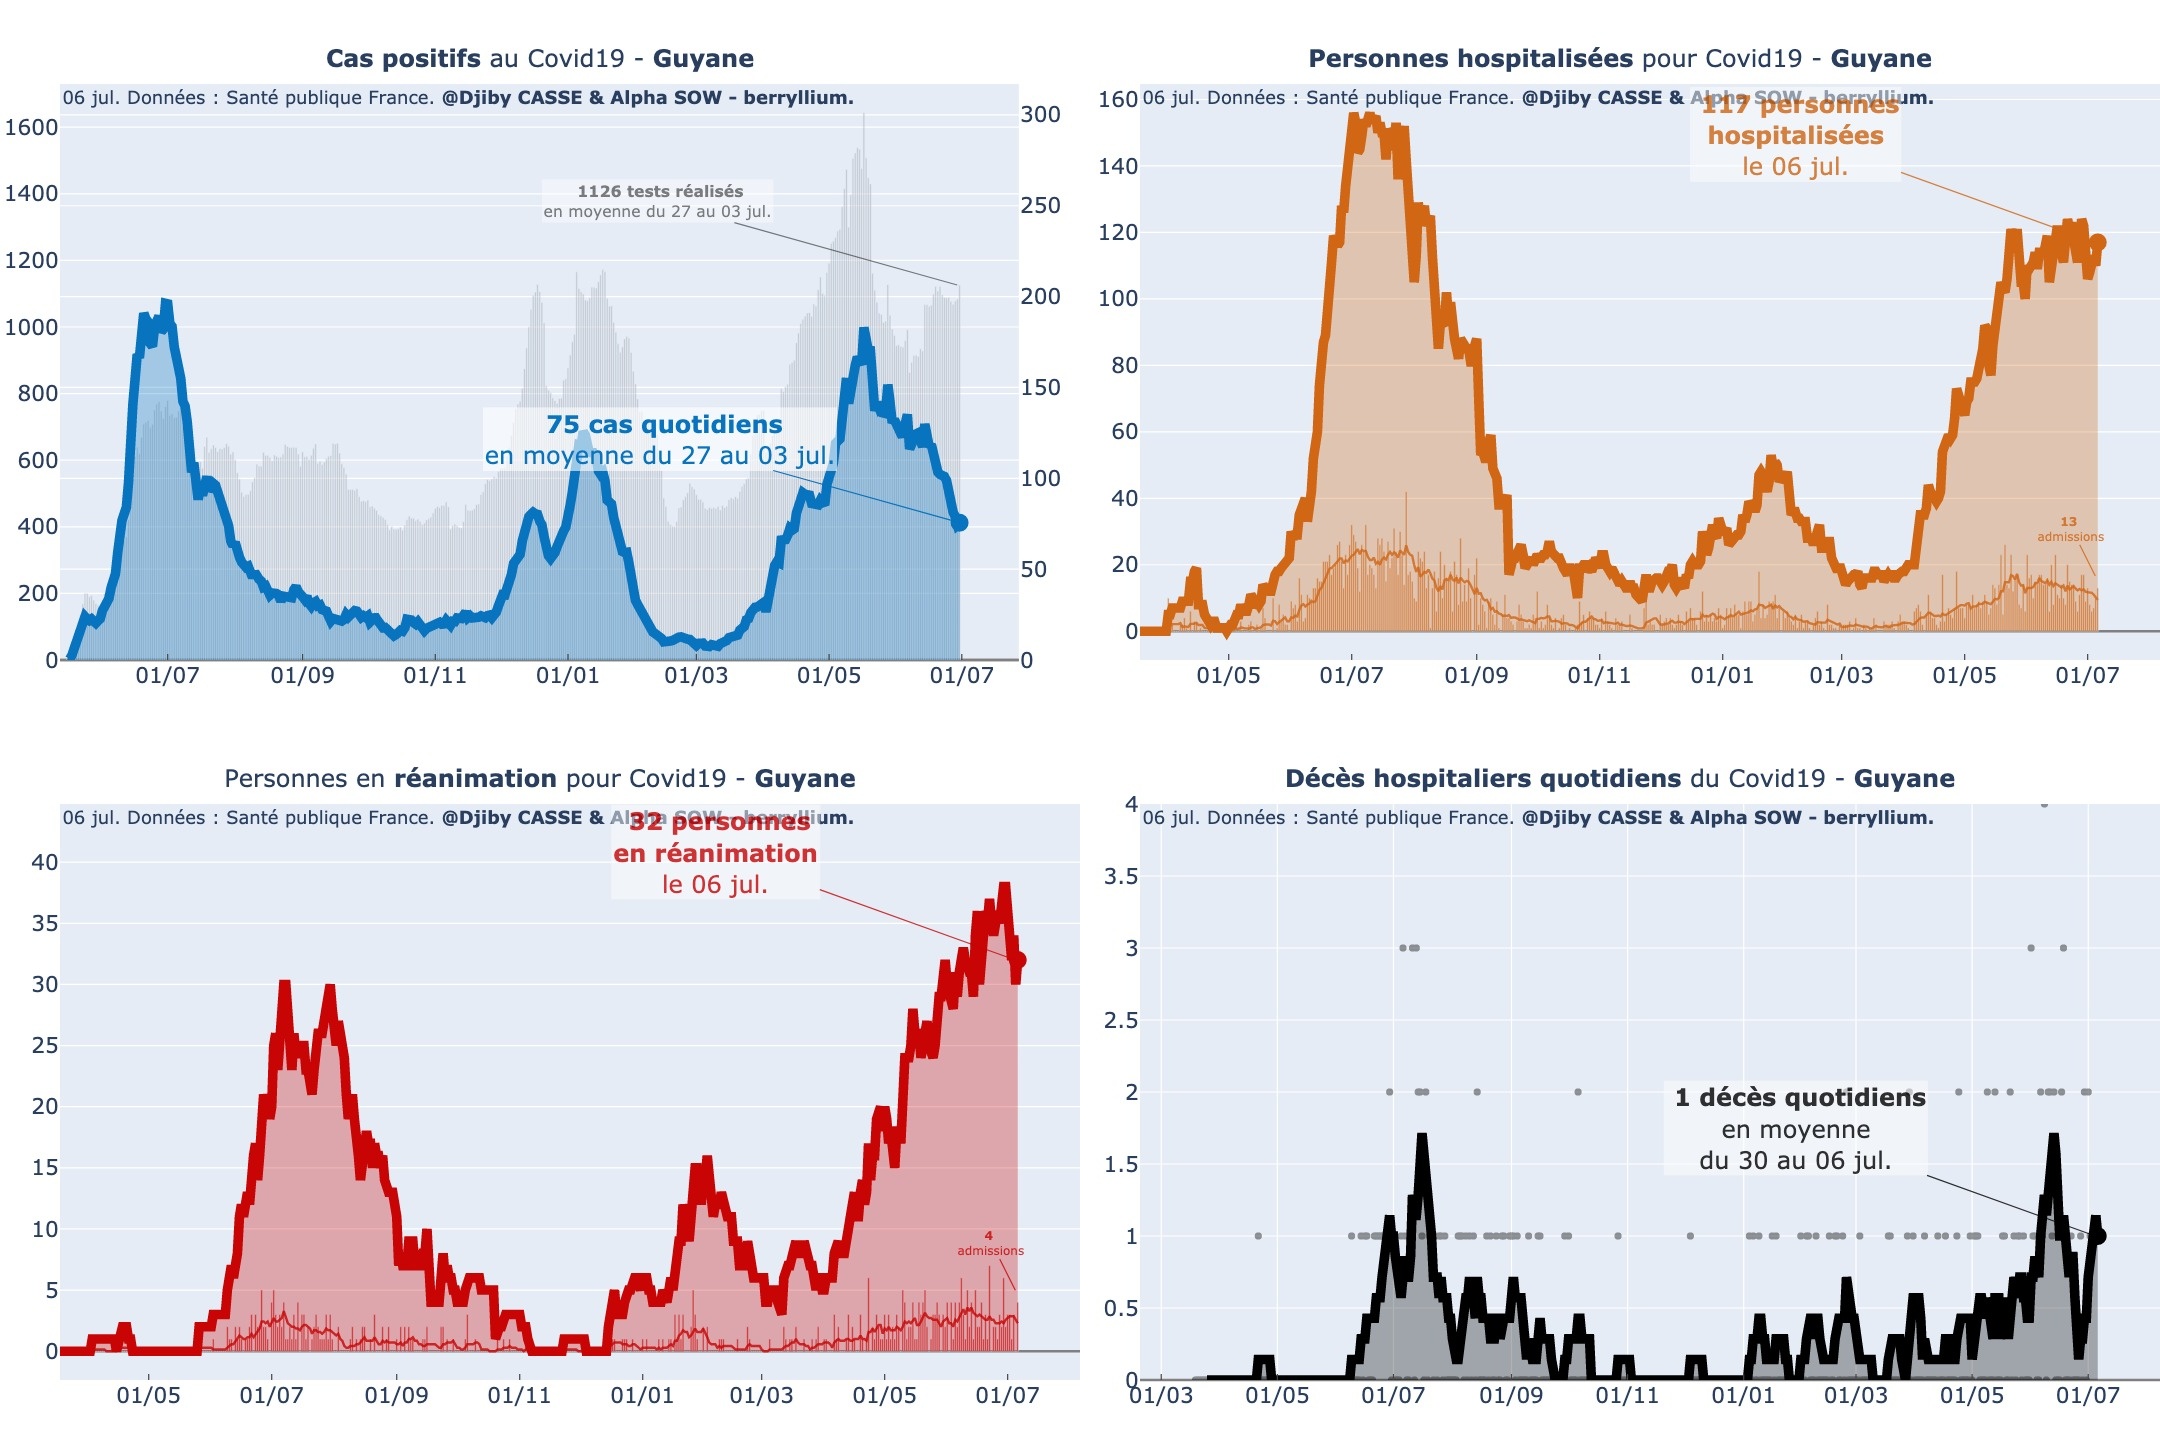 Cas positifs au Covid19 - Guyane
06 jul. Données : Santé publique France. @Djiby CASSE & Alpha SOW - berryllium.
1600
1400
1200
1000
800
600
400
200
0
300
250
200
150
100
50
0
1126 tests réalisés
en moyenne du 27 au 03 jul.
75 cas quotidiens
en moyenne du 27 au 03 jul.
01/07 01/09 01/11 01/01 01/03 01/05 01/07
Personnes hospitalisées pour Covid19 - Guyane
06 jul. Données : Santé publique France. @Djiby CASSE & Alpha SOW - berryllium.
160
140
120
100
80
60
40
20
0
117 personnes
hospitalisées
le 06 jul.
13
admissions
01/05 01/07 01/09 01/11 01/01 01/03 01/05 01/07
Personnes en réanimation pour Covid19 - Guyane
06 jul. Données : Santé publique France. @Djiby CASSE & Alpha SOW - berryllium.
40
35
30
25
20
15
10
5
0
32 personnes
en réanimation
le 06 jul.
4
admissions
01/05 01/07 01/09 01/11 01/01 01/03 01/05 01/07
Décès hospitaliers quotidiens du Covid19 - Guyane
06 jul. Données : Santé publique France. @Djiby CASSE & Alpha SOW - berryllium.
4
3.5
3
2.5
2
1.5
1
0.5
0
1 décès quotidiens
en moyenne
du 30 au 06 jul.
01/03 01/05 01/07 01/09 01/11 01/01 01/03 01/05 01/07